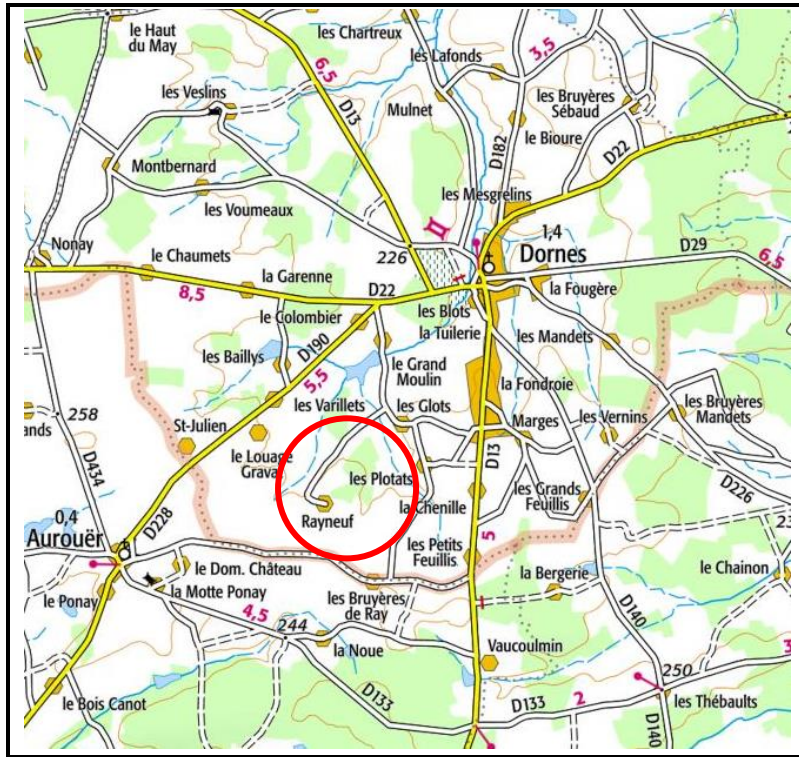 le Haut
du May
les Chartreux
les Lafonds
3,5
6,5
les Veslins
D13
Mulnet
les Bruyères
Sébaud
le Bioure
D182
D22
Montbernard
les Mesgrelins
les Voumeaux
1,4
Nonay
226
Dornes
D29
6,5
le Chaumets
la Garenne
8,5
D22
la Fougère
le Colombier
les Blots
la Tuilerie
les Mandets
D190
les Baillys
le Grand
Moulin
5,5
la Fondroie
les Varillets
les Glots
Marges
les Vernins
les Bruyères
Mandets
258
ands
St-Julien
D434
le Louage
Grava
D13
les Plotats
D226
les Grands
Feuillis
la Chenille
Rayneuf
0,4
D228
Aurouër
5
les Petits
Feuillis
le Dom. Château
la Bergerie
le Chainon
la Motte Ponay
le Ponay
les Bruyères
de Ray
4,5
244
D140
la Noue
Vaucoulmin
250
le Bois Canot
D133
D133
2
les Thébaults
D140